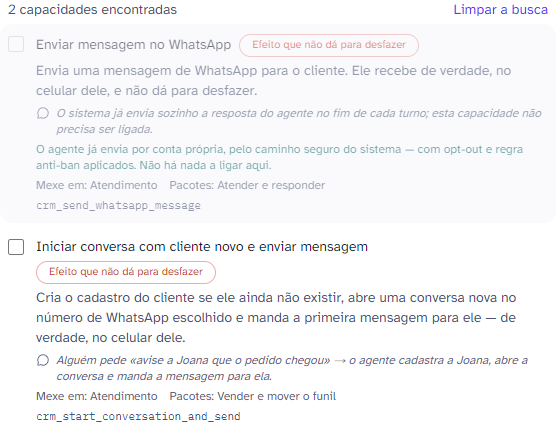 2 capacidades encontradas Limpar a busca
Enviar mensagem no WhatsApp Efeito que não dá para desfazer
Envia uma mensagem de WhatsApp para o cliente. Ele recebe de verdade, no
celular dele, e não dá para desfazer.
O sistema já envia sozinho a resposta do agente no fim de cada turno; esta capacidade não
precisa ser ligada.
O agente já envia por conta própria, pelo caminho seguro do sistema — com opt-out e regra
anti-ban aplicados. Não há nada a ligar aqui.
Mexe em: Atendimento Pacotes: Atender e responder
crm_send_whatsapp_message
Iniciar conversa com cliente novo e enviar mensagem
Efeito que não dá para desfazer
Cria o cadastro do cliente se ele ainda não existir, abre uma conversa nova no
número de WhatsApp escolhido e manda a primeira mensagem para ele — de
verdade, no celular dele.
Alguém pede «avise a Joana que o pedido chegou» → o agente cadastra a Joana, abre a
conversa e manda a mensagem para ela.
Mexe em: Atendimento Pacotes: Vender e mover o funil
crm_start_conversation_and_send